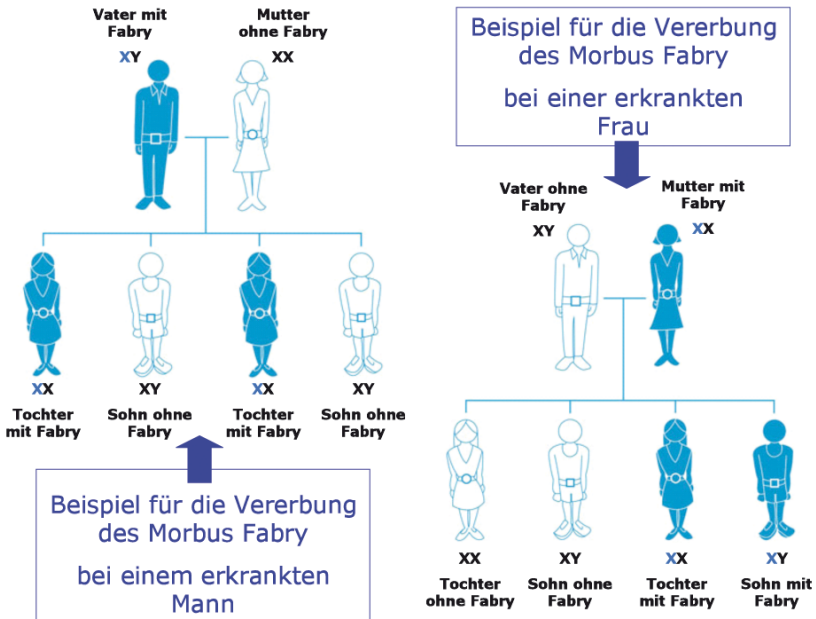 Vater mit
Fabry
XY
Mutter
ohne Fabry
XX
XX
Tochter
mit Fabry
XY
Sohn ohne
Fabry
XX
Tochter
mit Fabry
XY
Sohn ohne
Fabry
Beispiel für die Vererbung
des Morbus Fabry
bei einem erkrankten
Mann
Beispiel für die Vererbung
des Morbus Fabry
bei einer erkrankten
Frau
Vater ohne
Fabry
XY
Mutter mit
Fabry
XX
XX
Tochter
ohne Fabry
XY
Sohn ohne
Fabry
XX
Tochter
mit Fabry
XY
Sohn mit
Fabry